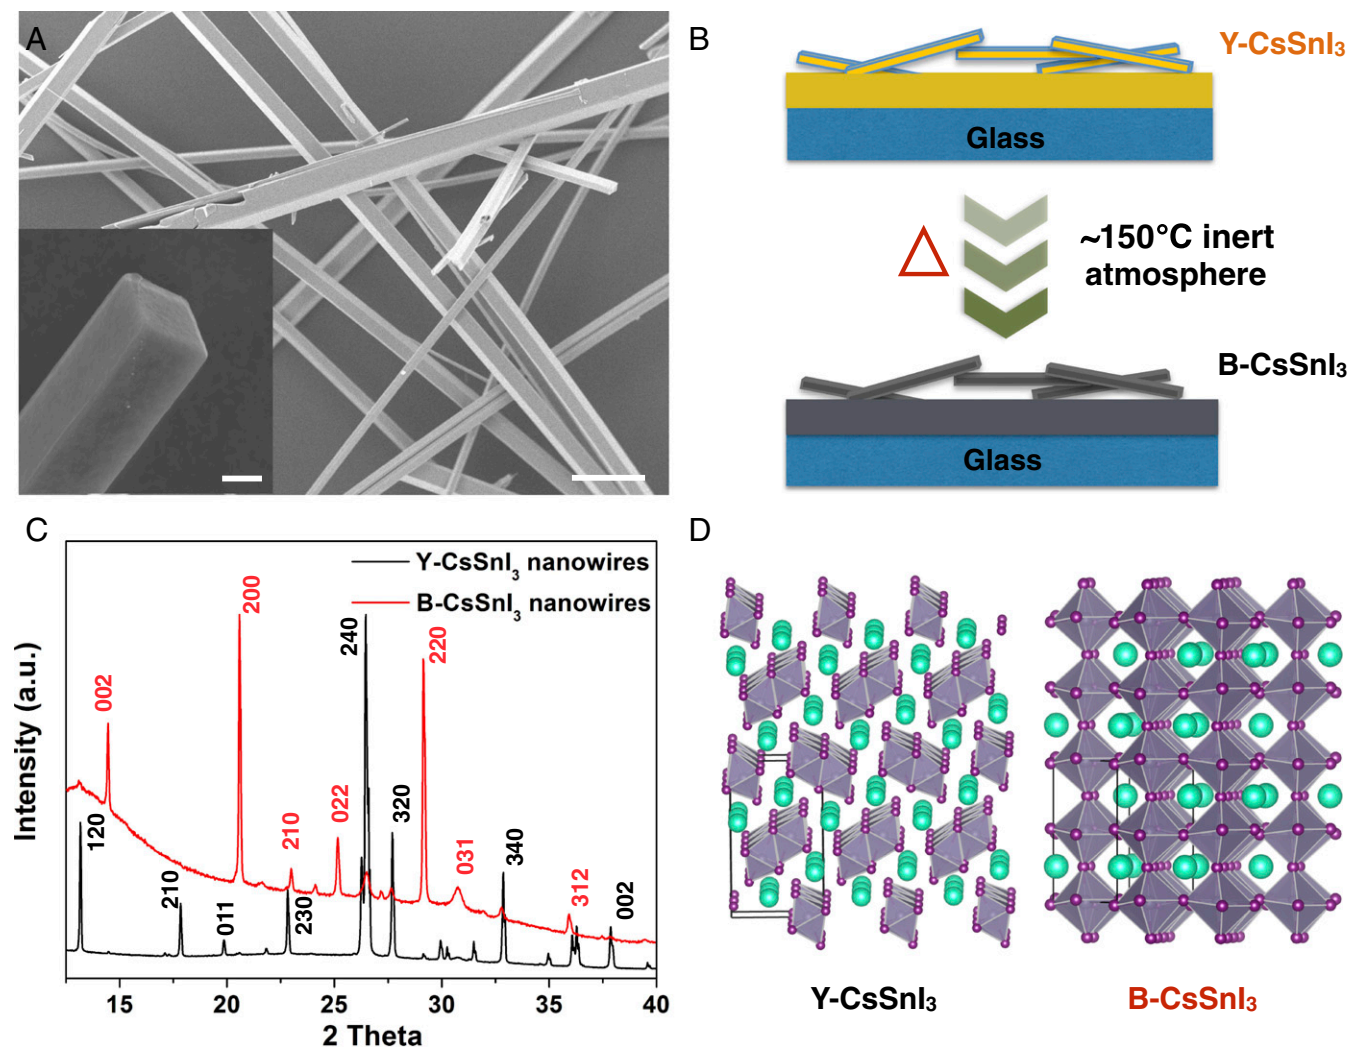 A
B
Y-CsSnI₃
Glass
~150°C inert
atmosphere
B-CsSnI₃
Glass
C
D
Y-CsSnI₃ nanowires
B-CsSnI₃ nanowires
200
240
220
002
120
210
022
320
031
340
312
210
011
230
002
Intensity (a.u.)
15
20
25
30
35
40
2 Theta
Y-CsSnI₃
B-CsSnI₃